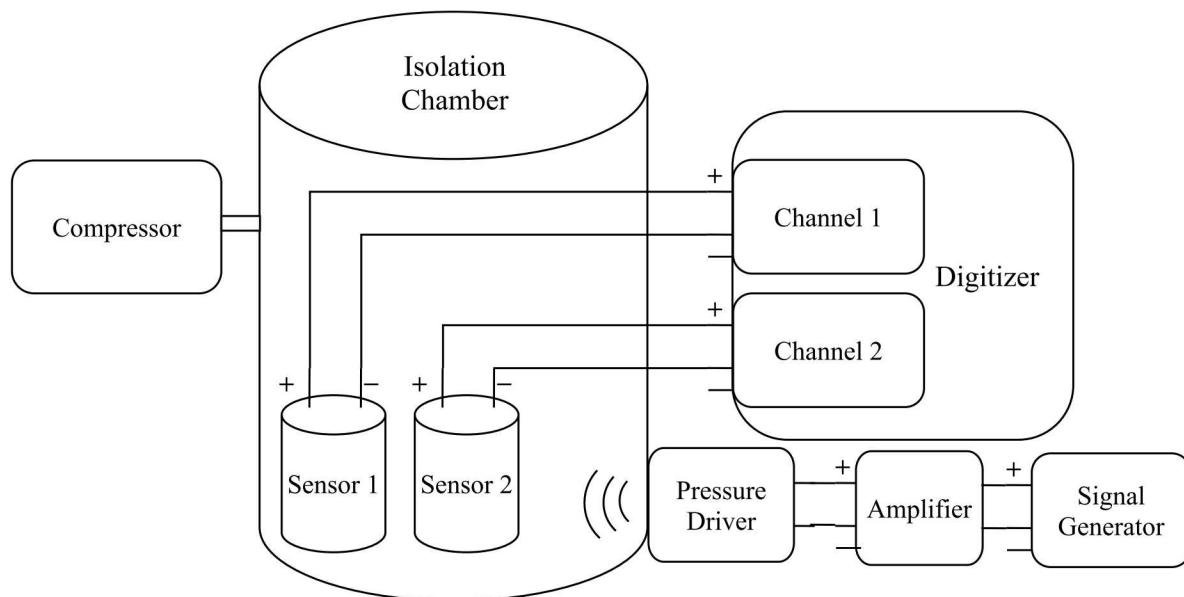 Isolation
Chamber
Compressor
+
Channel 1
−
Digitizer
+
Channel 2
−
+ −
Sensor 1
+ −
Sensor 2
Pressure
Driver
+
−
Amplifier
+
−
Signal
Generator